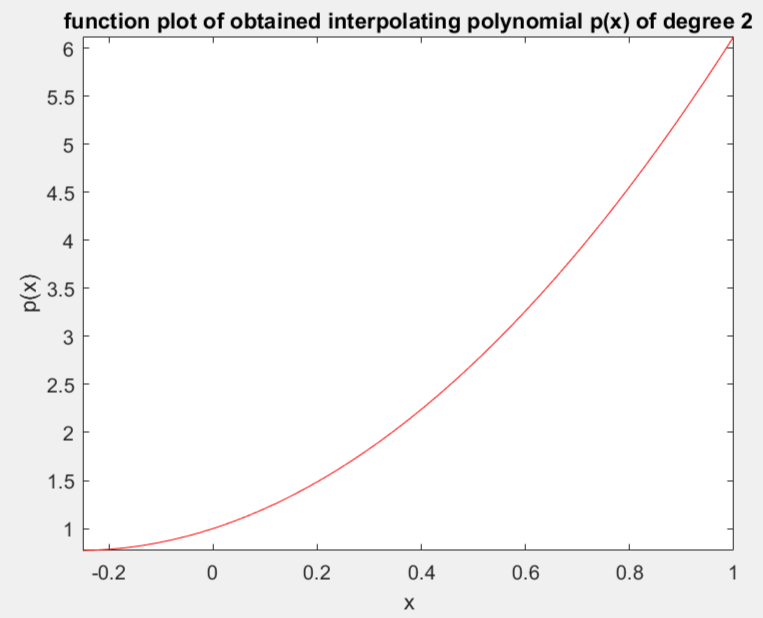 function plot of obtained interpolating polynomial p(x) of degree 2
6
5.5
5
4.5
4
3.5
3
2.5
2
1.5
1
p(x)
-0.2 0 0.2 0.4 0.6 0.8 1
x